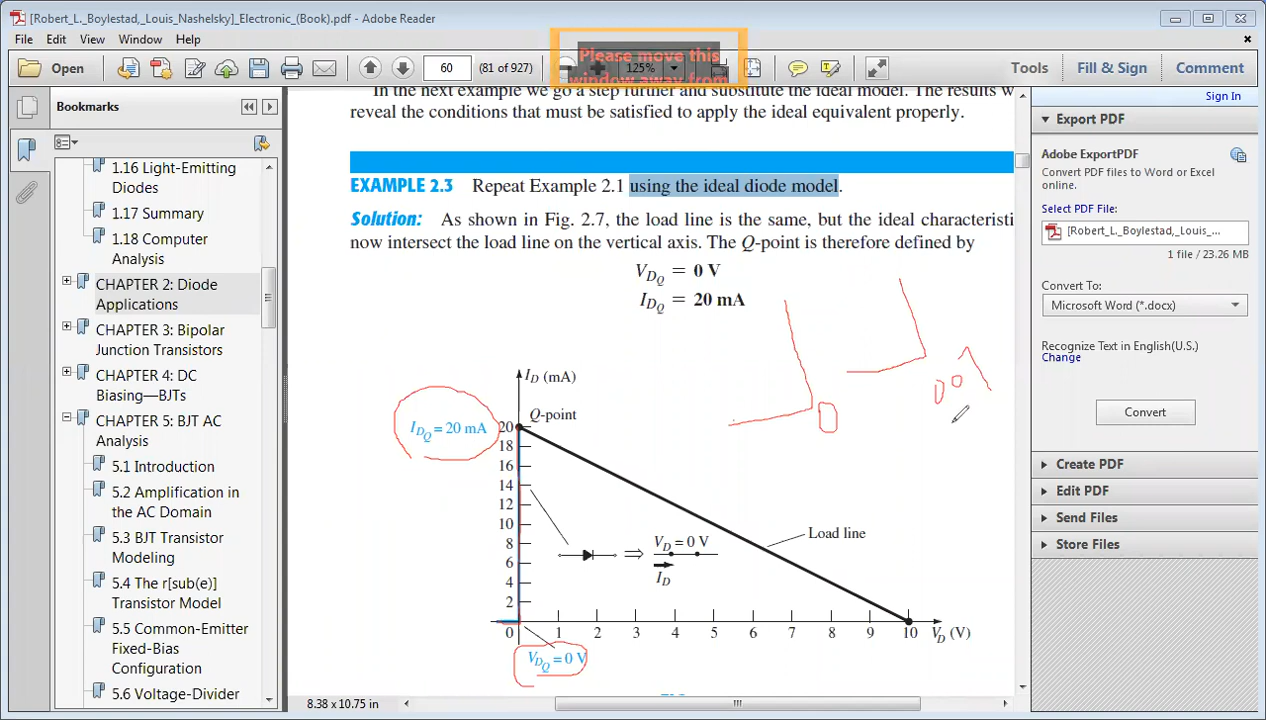 [Robert_L._Boylestad,_Louis_Nashelsky]_Electronic_(Book).pdf - Adobe Reader
File Edit View Window Help
Please move this
window away from
Open 60 (81 of 927) 125% Tools Fill & Sign Comment
Sign In
Bookmarks
1.16 Light-Emitting
Diodes
1.17 Summary
1.18 Computer
Analysis
CHAPTER 2: Diode
Applications
CHAPTER 3: Bipolar
Junction Transistors
CHAPTER 4: DC
Biasing—BJTs
CHAPTER 5: BJT AC
Analysis
5.1 Introduction
5.2 Amplification in
the AC Domain
5.3 BJT Transistor
Modeling
5.4 The r[sub(e)]
Transistor Model
5.5 Common-Emitter
Fixed-Bias
Configuration
5.6 Voltage-Divider
In the next example we go a step further and substitute the ideal model. The results w
reveal the conditions that must be satisfied to apply the ideal equivalent properly.
EXAMPLE 2.3 Repeat Example 2.1 using the ideal diode model.
Solution: As shown in Fig. 2.7, the load line is the same, but the ideal characteristi
now intersect the load line on the vertical axis. The Q-point is therefore defined by
V_DQ = 0 V
I_DQ = 20 mA
I_D (mA)
Q-point
I_DQ = 20 mA
20
18
16
14
12
10
8
6
4
2
Load line
V_D = 0 V
I_D
0 1 2 3 4 5 6 7 8 9 10 V_D (V)
V_DQ = 0 V
8.38 x 10.75 in
Export PDF
Adobe ExportPDF
Convert PDF files to Word or Excel
online.
Select PDF File:
[Robert_L._Boylestad,_Louis_...
1 file / 23.26 MB
Convert To:
Microsoft Word (*.docx)
Recognize Text in English(U.S.)
Change
Convert
Create PDF
Edit PDF
Send Files
Store Files